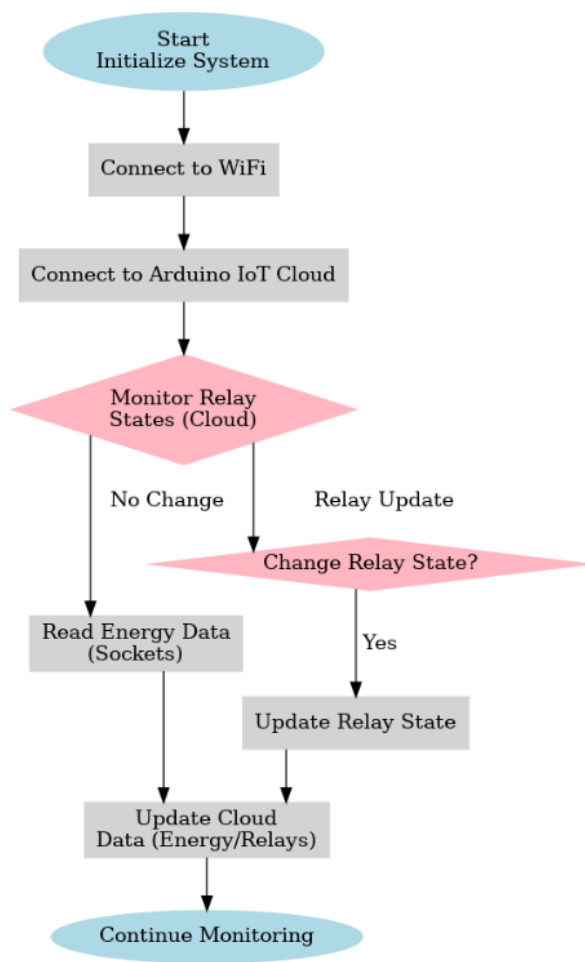 Start
Initialize System
Connect to WiFi
Connect to Arduino IoT Cloud
Monitor Relay
States (Cloud)
No Change
Relay Update
Change Relay State?
Read Energy Data
(Sockets)
Yes
Update Relay State
Update Cloud
Data (Energy/Relays)
Continue Monitoring